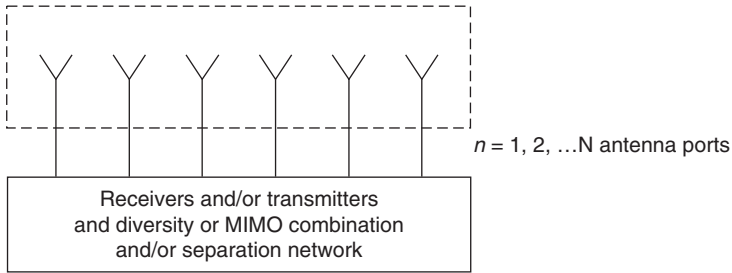 n = 1, 2, …N antenna ports
Receivers and/or transmitters
and diversity or MIMO combination
and/or separation network